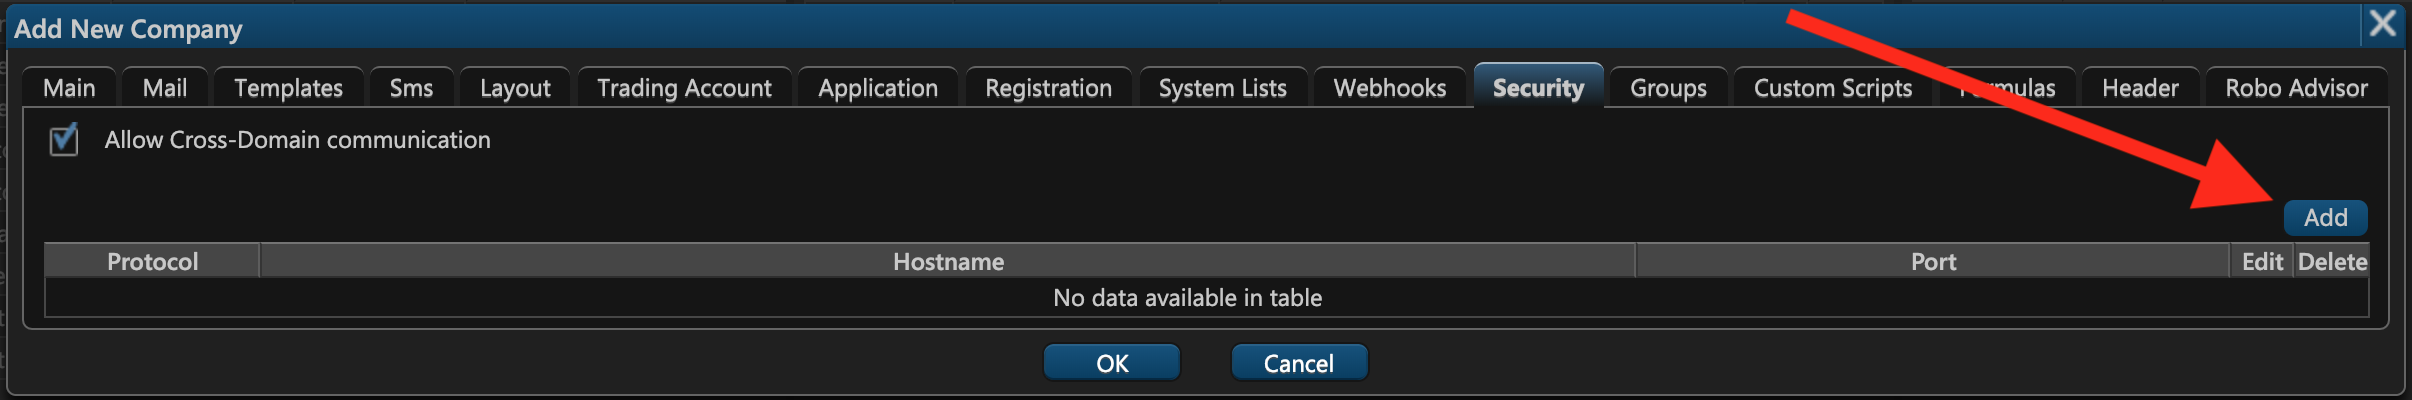 Add New Company
Main Mail Templates Sms Layout Trading Account Application Registration System Lists Webhooks Security Groups Custom Scripts Formulas Header Robo Advisor
Allow Cross-Domain communication
Add
Protocol Hostname Port Edit Delete
No data available in table
OK Cancel